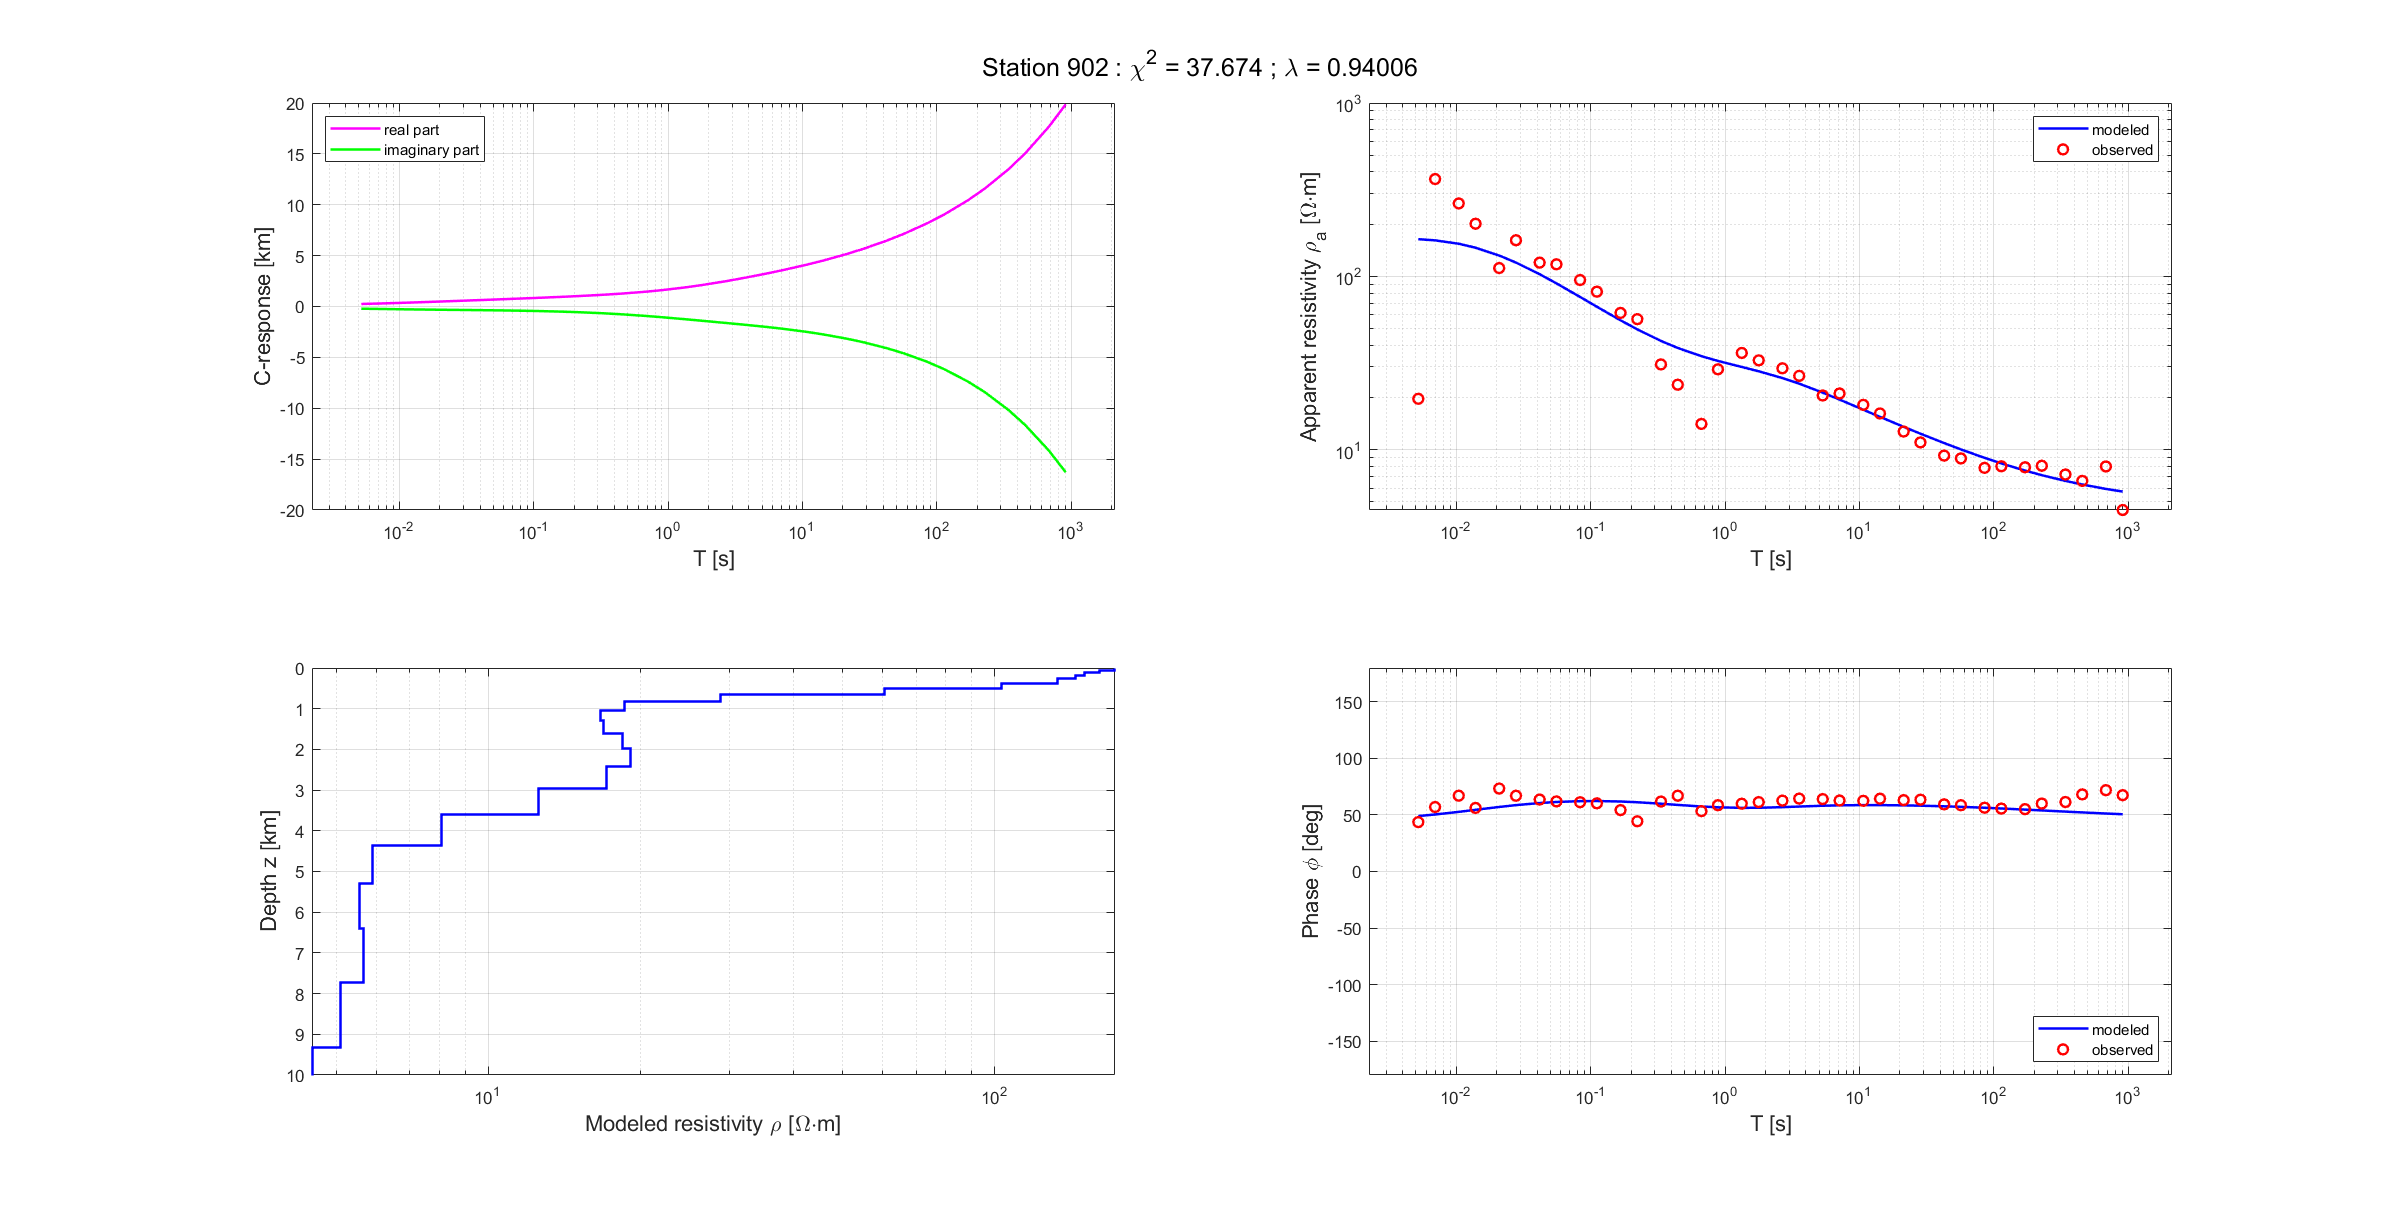 Station 902 : χ² = 37.674 ; λ = 0.94006
20
15
10
5
0
-5
-10
-15
-20
C-response [km]
real part
imaginary part
10⁻² 10⁻¹ 10⁰ 10¹ 10² 10³
T [s]
10³
10²
10¹
Apparent resistivity ρₐ [Ω·m]
modeled
observed
10⁻² 10⁻¹ 10⁰ 10¹ 10² 10³
T [s]
0
1
2
3
4
5
6
7
8
9
10
Depth z [km]
10¹ 10²
Modeled resistivity ρ [Ω·m]
150
100
50
0
-50
-100
-150
Phase ϕ [deg]
modeled
observed
10⁻² 10⁻¹ 10⁰ 10¹ 10² 10³
T [s]